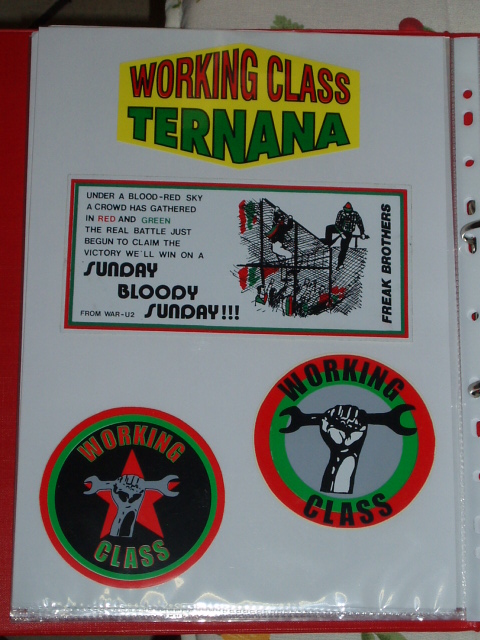 WORKING CLASS
TERNANA
UNDER A BLOOD-RED SKY
A CROWD HAS GATHERED
IN RED AND GREEN
THE REAL BATTLE JUST
BEGUN TO CLAIM THE
VICTORY WE'LL WIN ON A
SUNDAY
BLOODY
FROM WAR-U2 SUNDAY!!!
FREAK BROTHERS
WORKING
CLASS
WORKING
CLASS